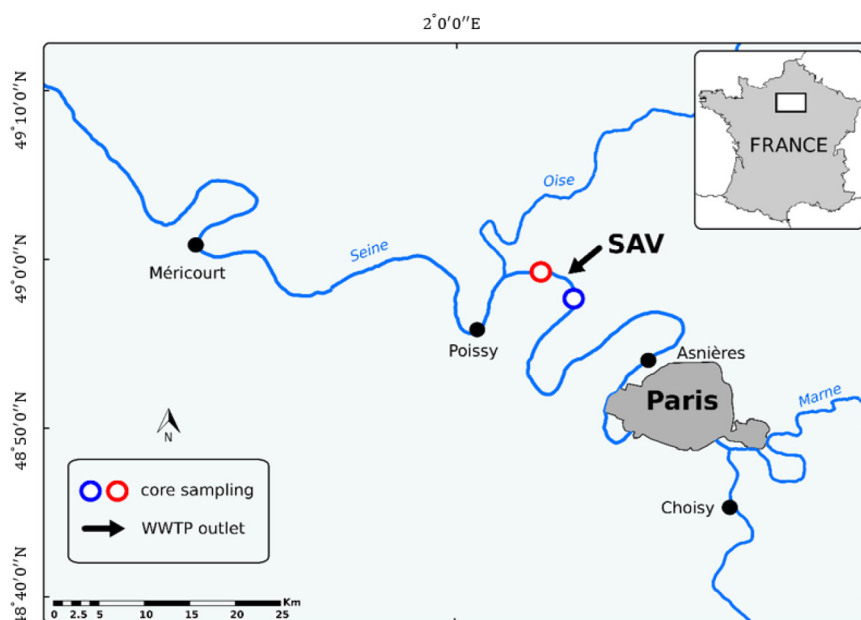 2°0'0"E
49°10'0"N
49°0'0"N
48°50'0"N
48°40'0"N
FRANCE
Oise
SAV
Seine
Méricourt
Poissy
Asnières
Paris
Marne
Choisy
N
core sampling
WWTP outlet
Km
0 2.5 5 10 15 20 25